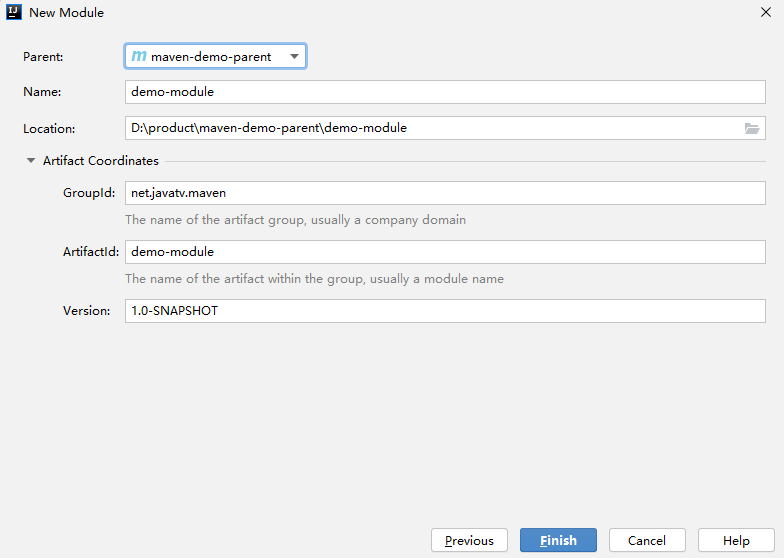 New Module
Parent: maven-demo-parent
Name: demo-module
Location: D:\product\maven-demo-parent\demo-module
Artifact Coordinates
GroupId: net.javatv.maven
The name of the artifact group, usually a company domain
ArtifactId: demo-module
The name of the artifact within the group, usually a module name
Version: 1.0-SNAPSHOT
Previous Finish Cancel Help